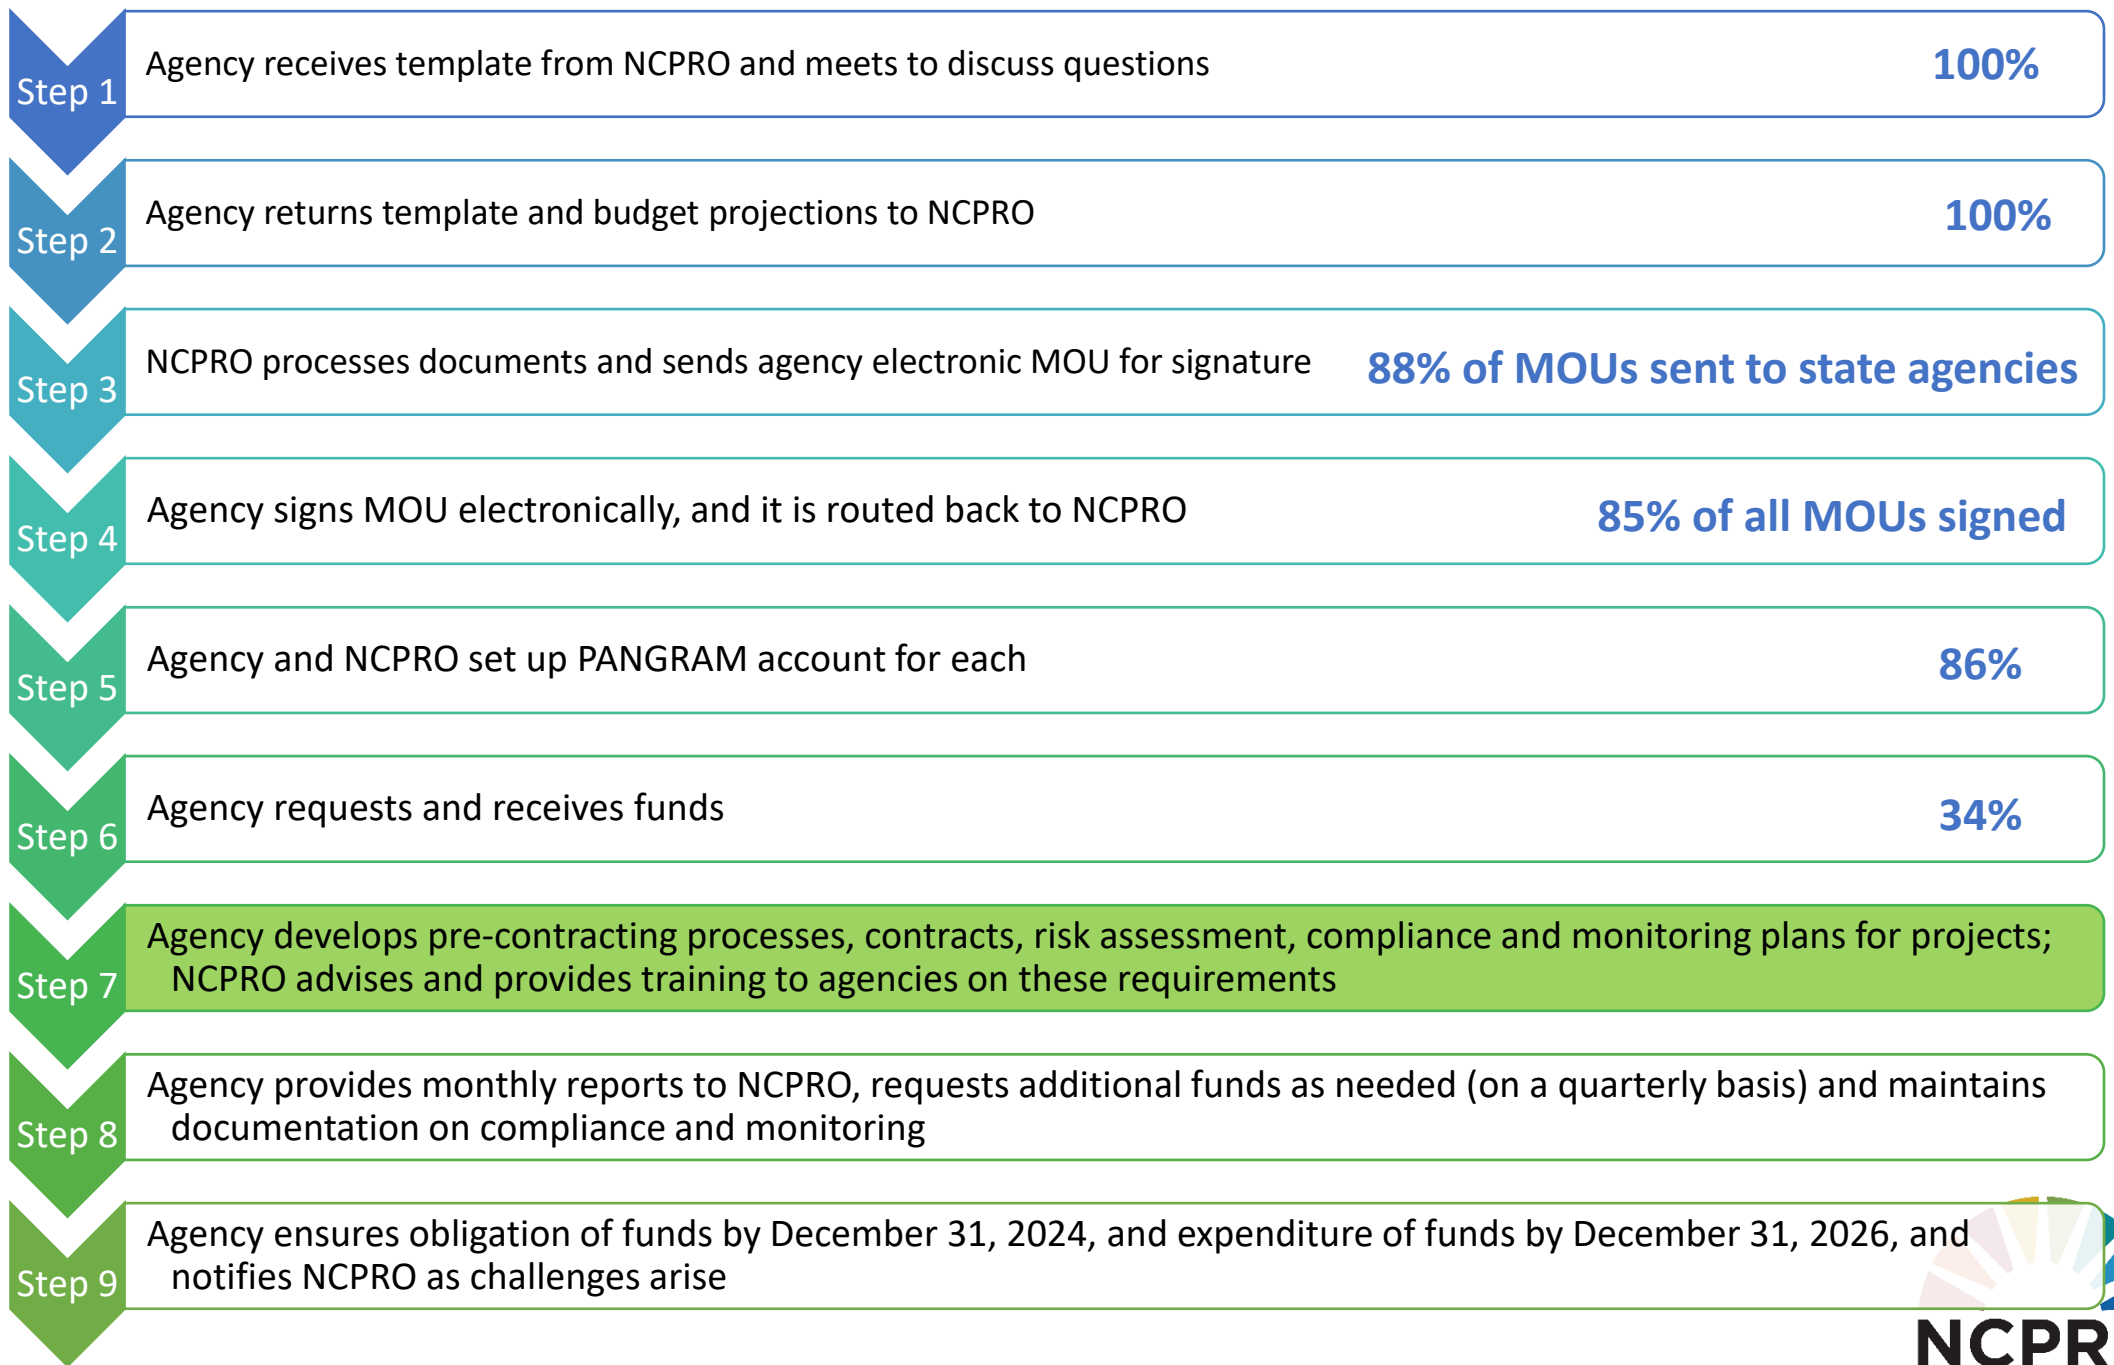 Step 1
Agency receives template from NCPRO and meets to discuss questions
100%
Step 2
Agency returns template and budget projections to NCPRO
100%
Step 3
NCPRO processes documents and sends agency electronic MOU for signature
88% of MOUs sent to state agencies
Step 4
Agency signs MOU electronically, and it is routed back to NCPRO
85% of all MOUs signed
Step 5
Agency and NCPRO set up PANGRAM account for each
86%
Step 6
Agency requests and receives funds
34%
Step 7
Agency develops pre-contracting processes, contracts, risk assessment, compliance and monitoring plans for projects;
NCPRO advises and provides training to agencies on these requirements
Step 8
Agency provides monthly reports to NCPRO, requests additional funds as needed (on a quarterly basis) and maintains
documentation on compliance and monitoring
Step 9
Agency ensures obligation of funds by December 31, 2024, and expenditure of funds by December 31, 2026, and
notifies NCPRO as challenges arise
NCPR